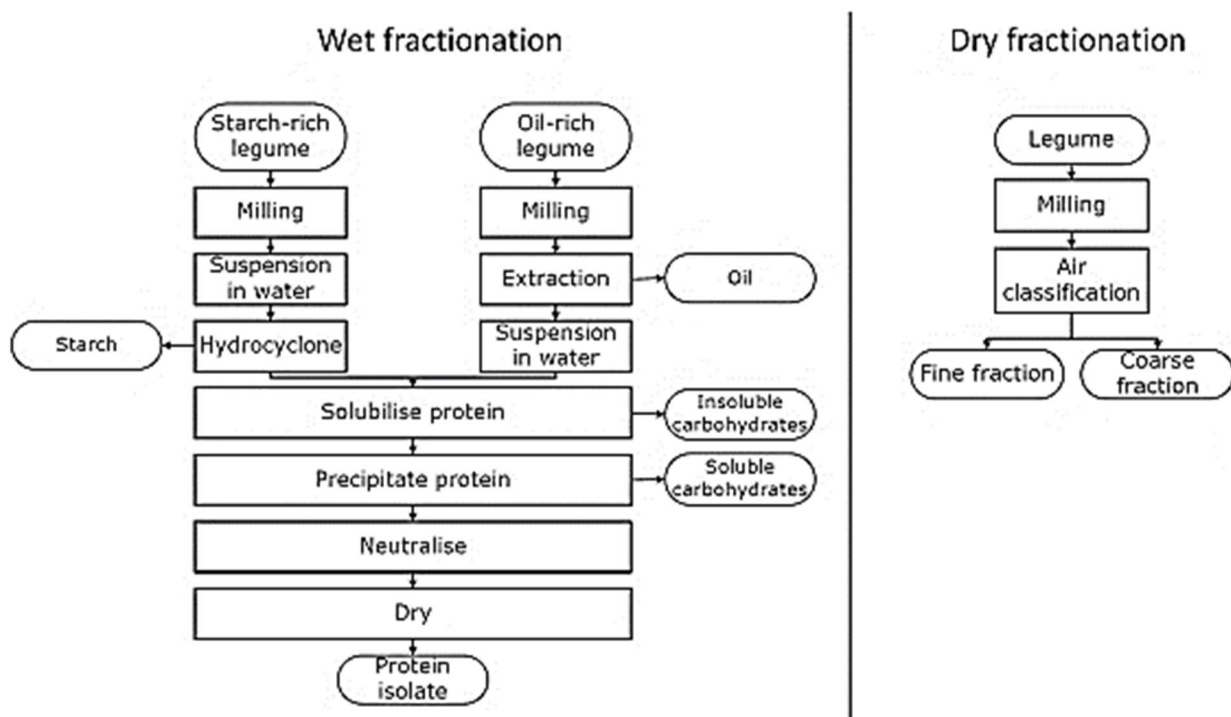 Wet fractionation
Starch-rich
legume
Oil-rich
legume
Milling
Milling
Suspension
in water
Extraction
Oil
Starch
Hydrocyclone
Suspension
in water
Solubilise protein
Insoluble
carbohydrates
Precipitate protein
Soluble
carbohydrates
Neutralise
Dry
Protein
isolate
Dry fractionation
Legume
Milling
Air
classification
Fine fraction
Coarse
fraction